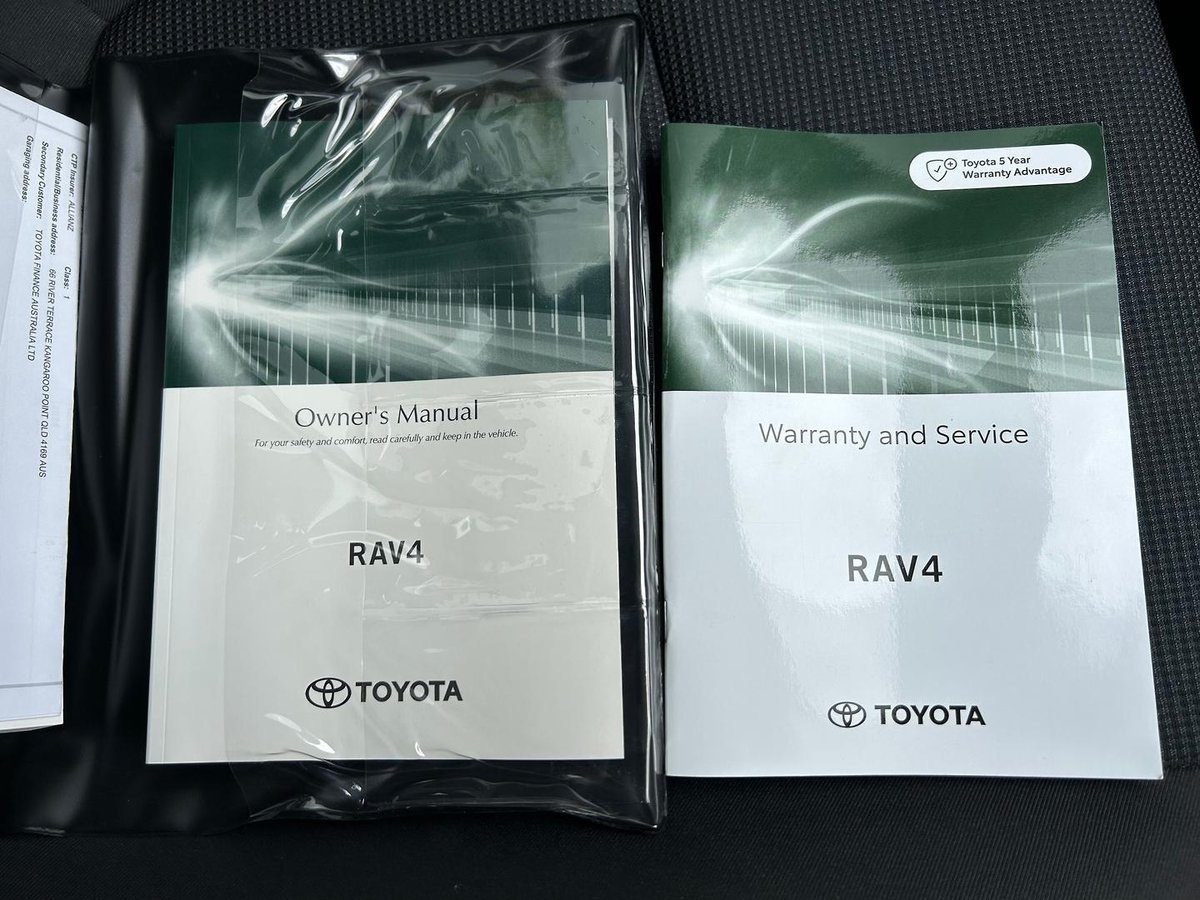 CTP Insurer: ALLIANZ Class: 1
Residential/Business address: 66 RIVER TERRACE KANGAROO POINT QLD 4169 AUS
Secondary Customer: TOYOTA FINANCE AUSTRALIA LTD
Garaging address:
Owner's Manual
For your safety and comfort, read carefully and keep in the vehicle.
RAV4
TOYOTA
Toyota 5 Year
Warranty Advantage
Warranty and Service
RAV4
TOYOTA